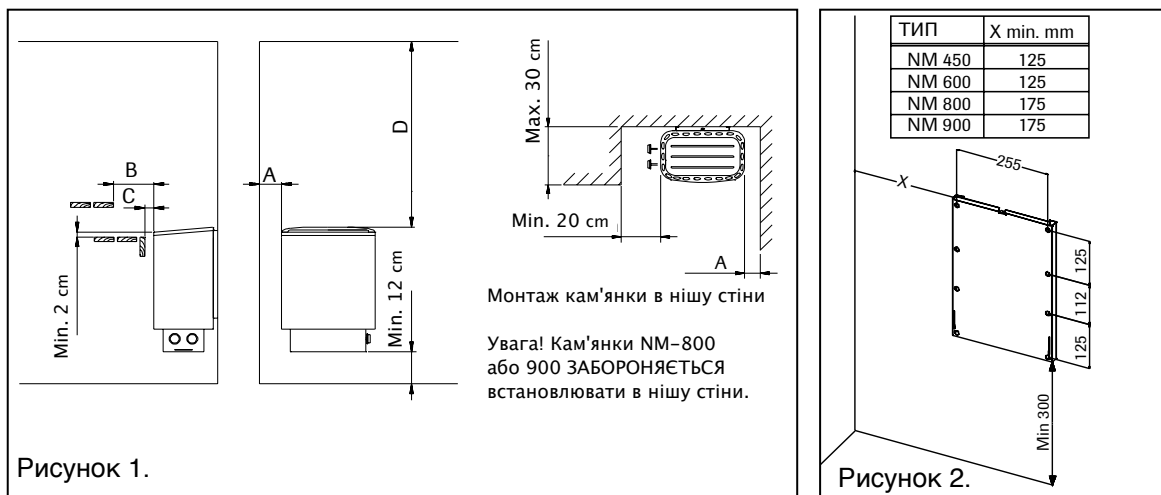 D
B
C
Min. 2 cm
A
Min. 12 cm
Max. 30 cm
Min. 20 cm
A
Монтаж кам'янки в нішу стіни
Увага! Кам'янки NM-800
або 900 ЗАБОРОНЯЄТЬСЯ
встановлювати в нішу стіни.
Рисунок 1.
ТИП X min. mm
NM 450 125
NM 600 125
NM 800 175
NM 900 175
255
X
125
112
125
Min 300
Рисунок 2.